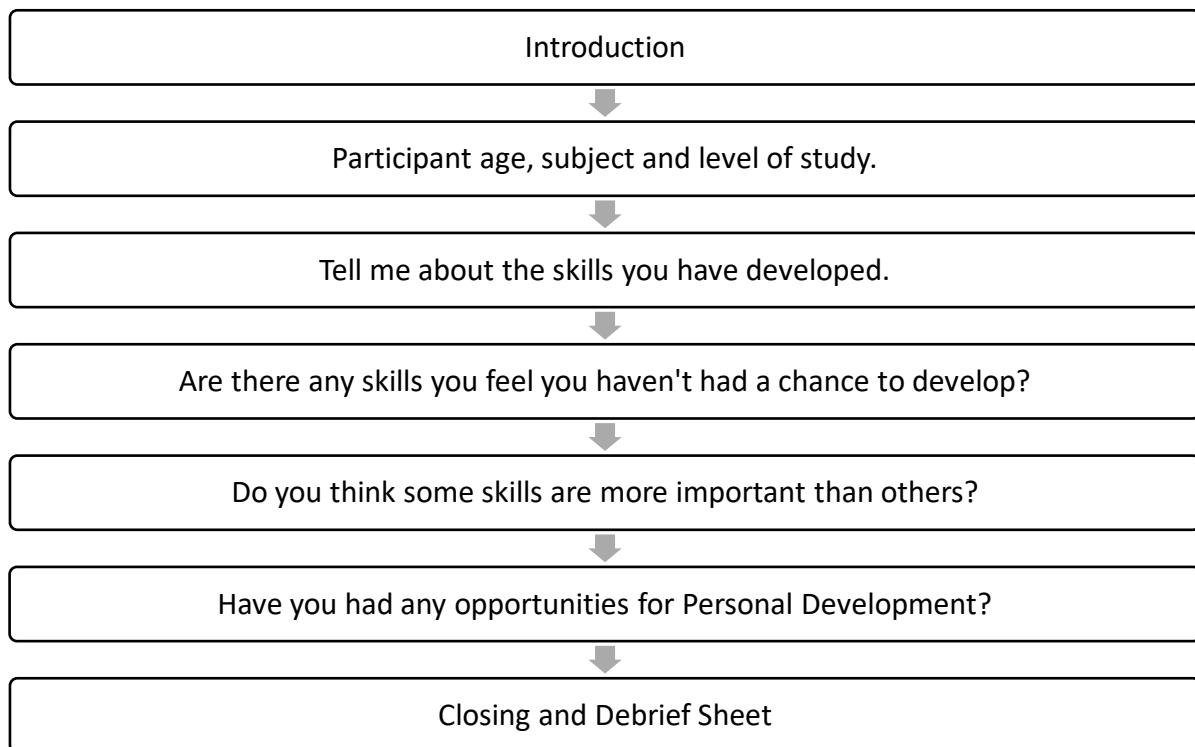 Introduction
Participant age, subject and level of study.
Tell me about the skills you have developed.
Are there any skills you feel you haven't had a chance to develop?
Do you think some skills are more important than others?
Have you had any opportunities for Personal Development?
Closing and Debrief Sheet